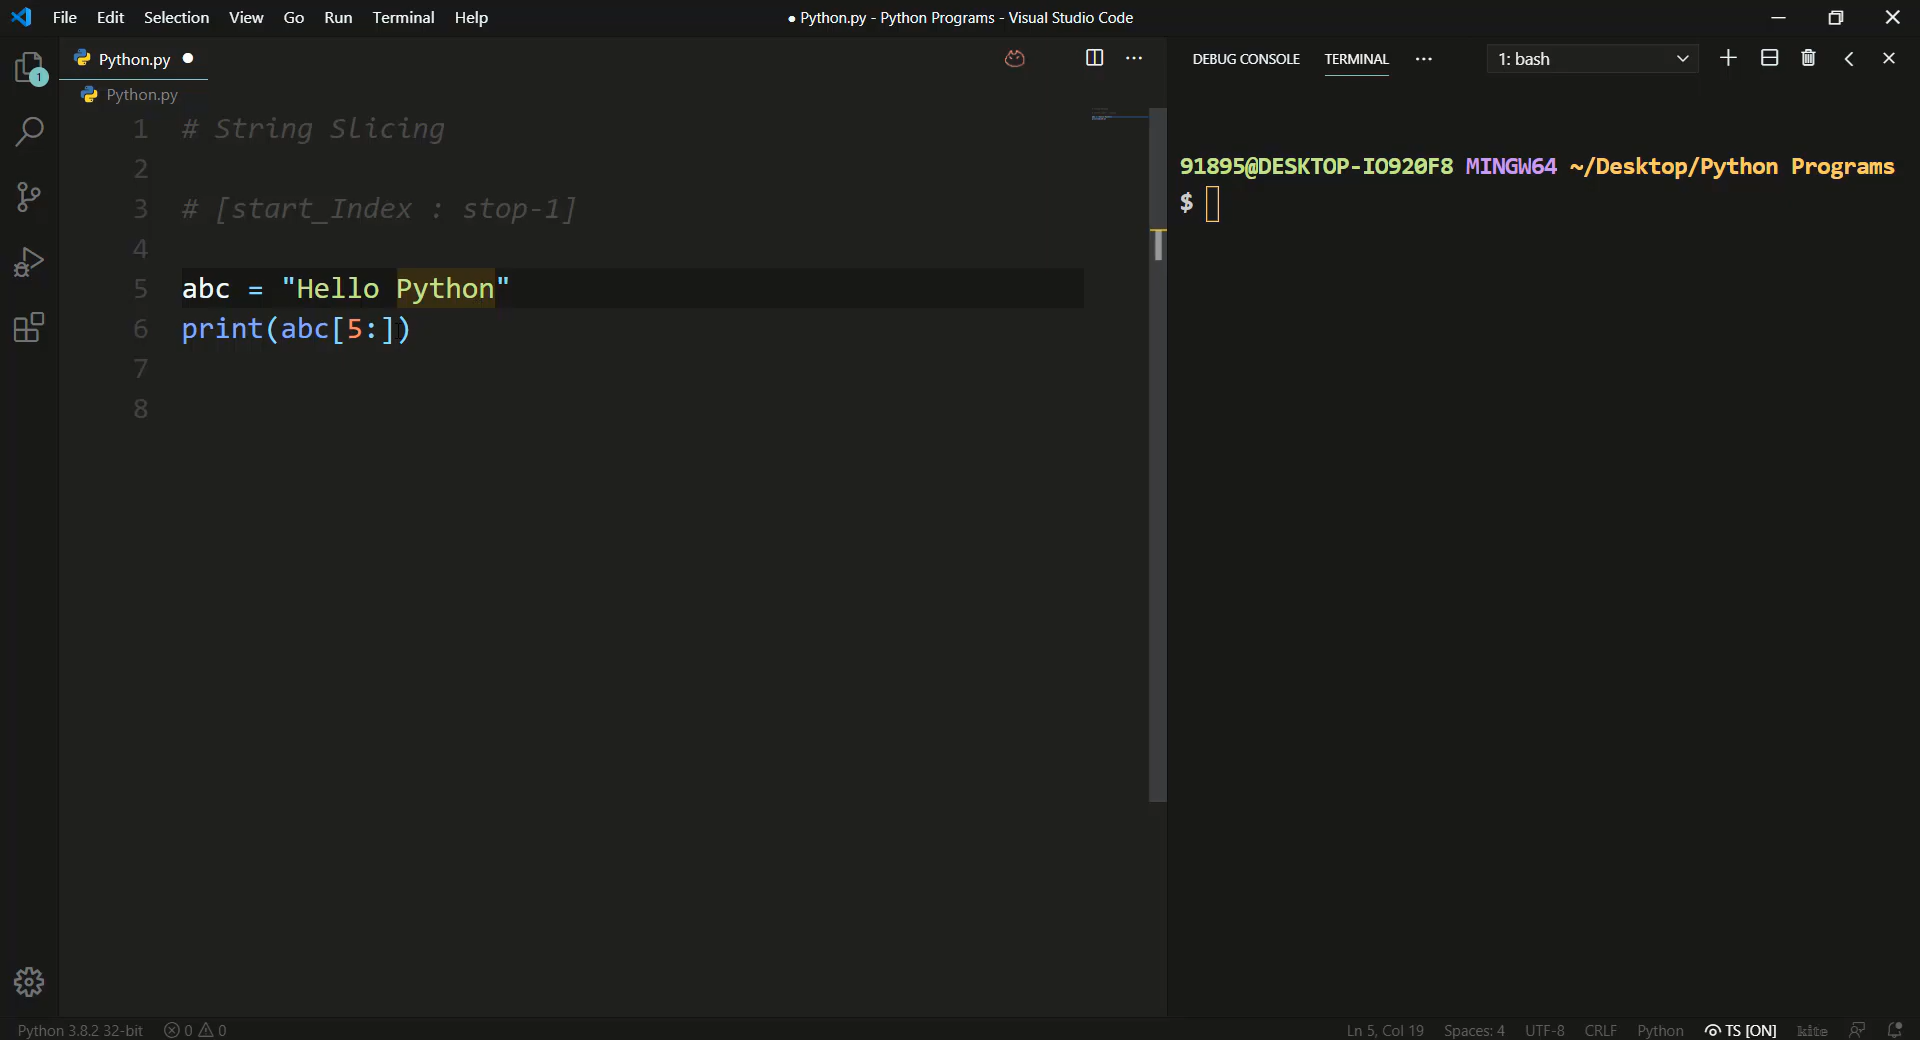 File Edit Selection View Go Run Terminal Help
● Python.py - Python Programs - Visual Studio Code
Python.py ●
DEBUG CONSOLE TERMINAL ···
1: bash
1
Python.py
1 # String Slicing
2
3 # [start_Index : stop-1]
4
5 abc = "Hello Python"
6 print(abc[5:])
7
8
91895@DESKTOP-IO920F8 MINGW64 ~/Desktop/Python Programs
$
Python 3.8.2 32-bit 0 0
Ln 5, Col 19 Spaces: 4 UTF-8 CRLF Python TS [ON] kite